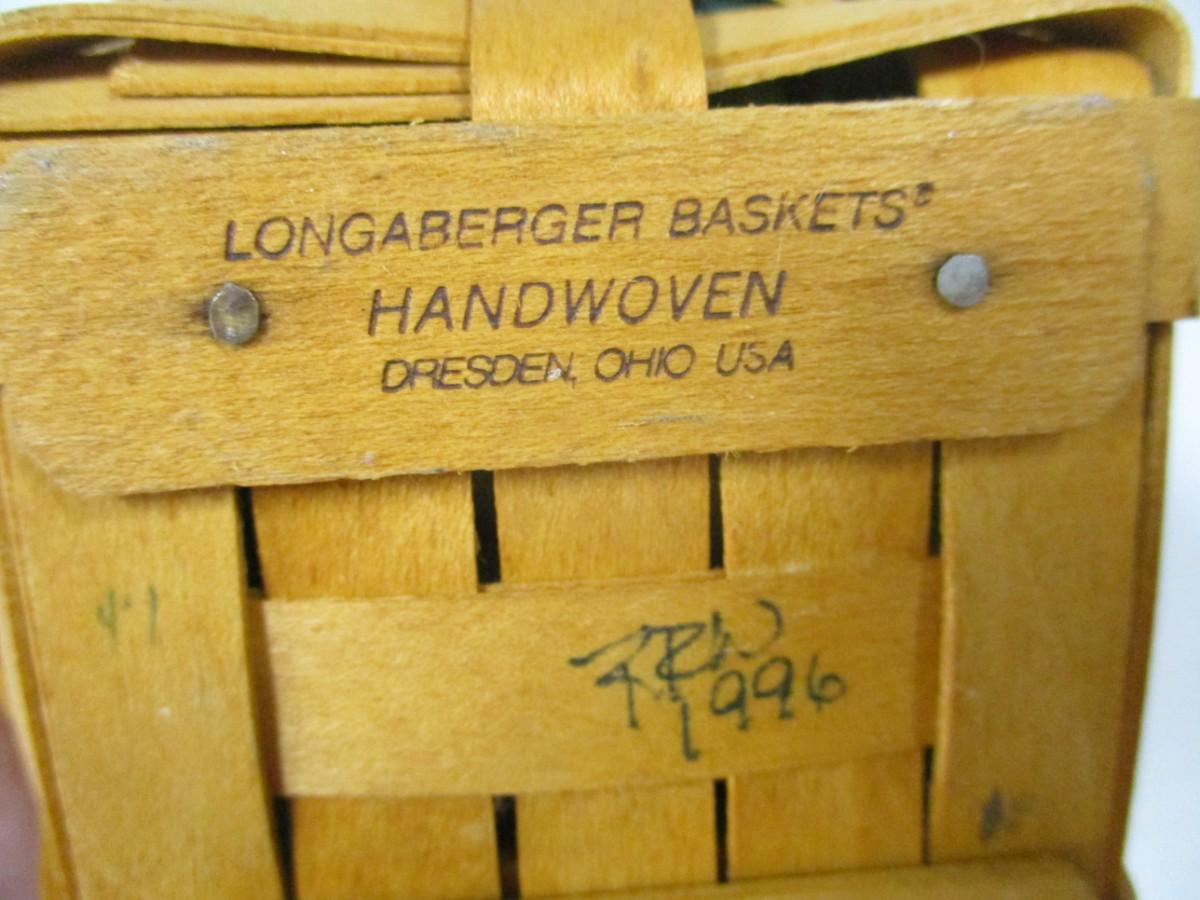 LONGABERGER BASKETS®
HANDWOVEN
DRESDEN, OHIO USA
1996